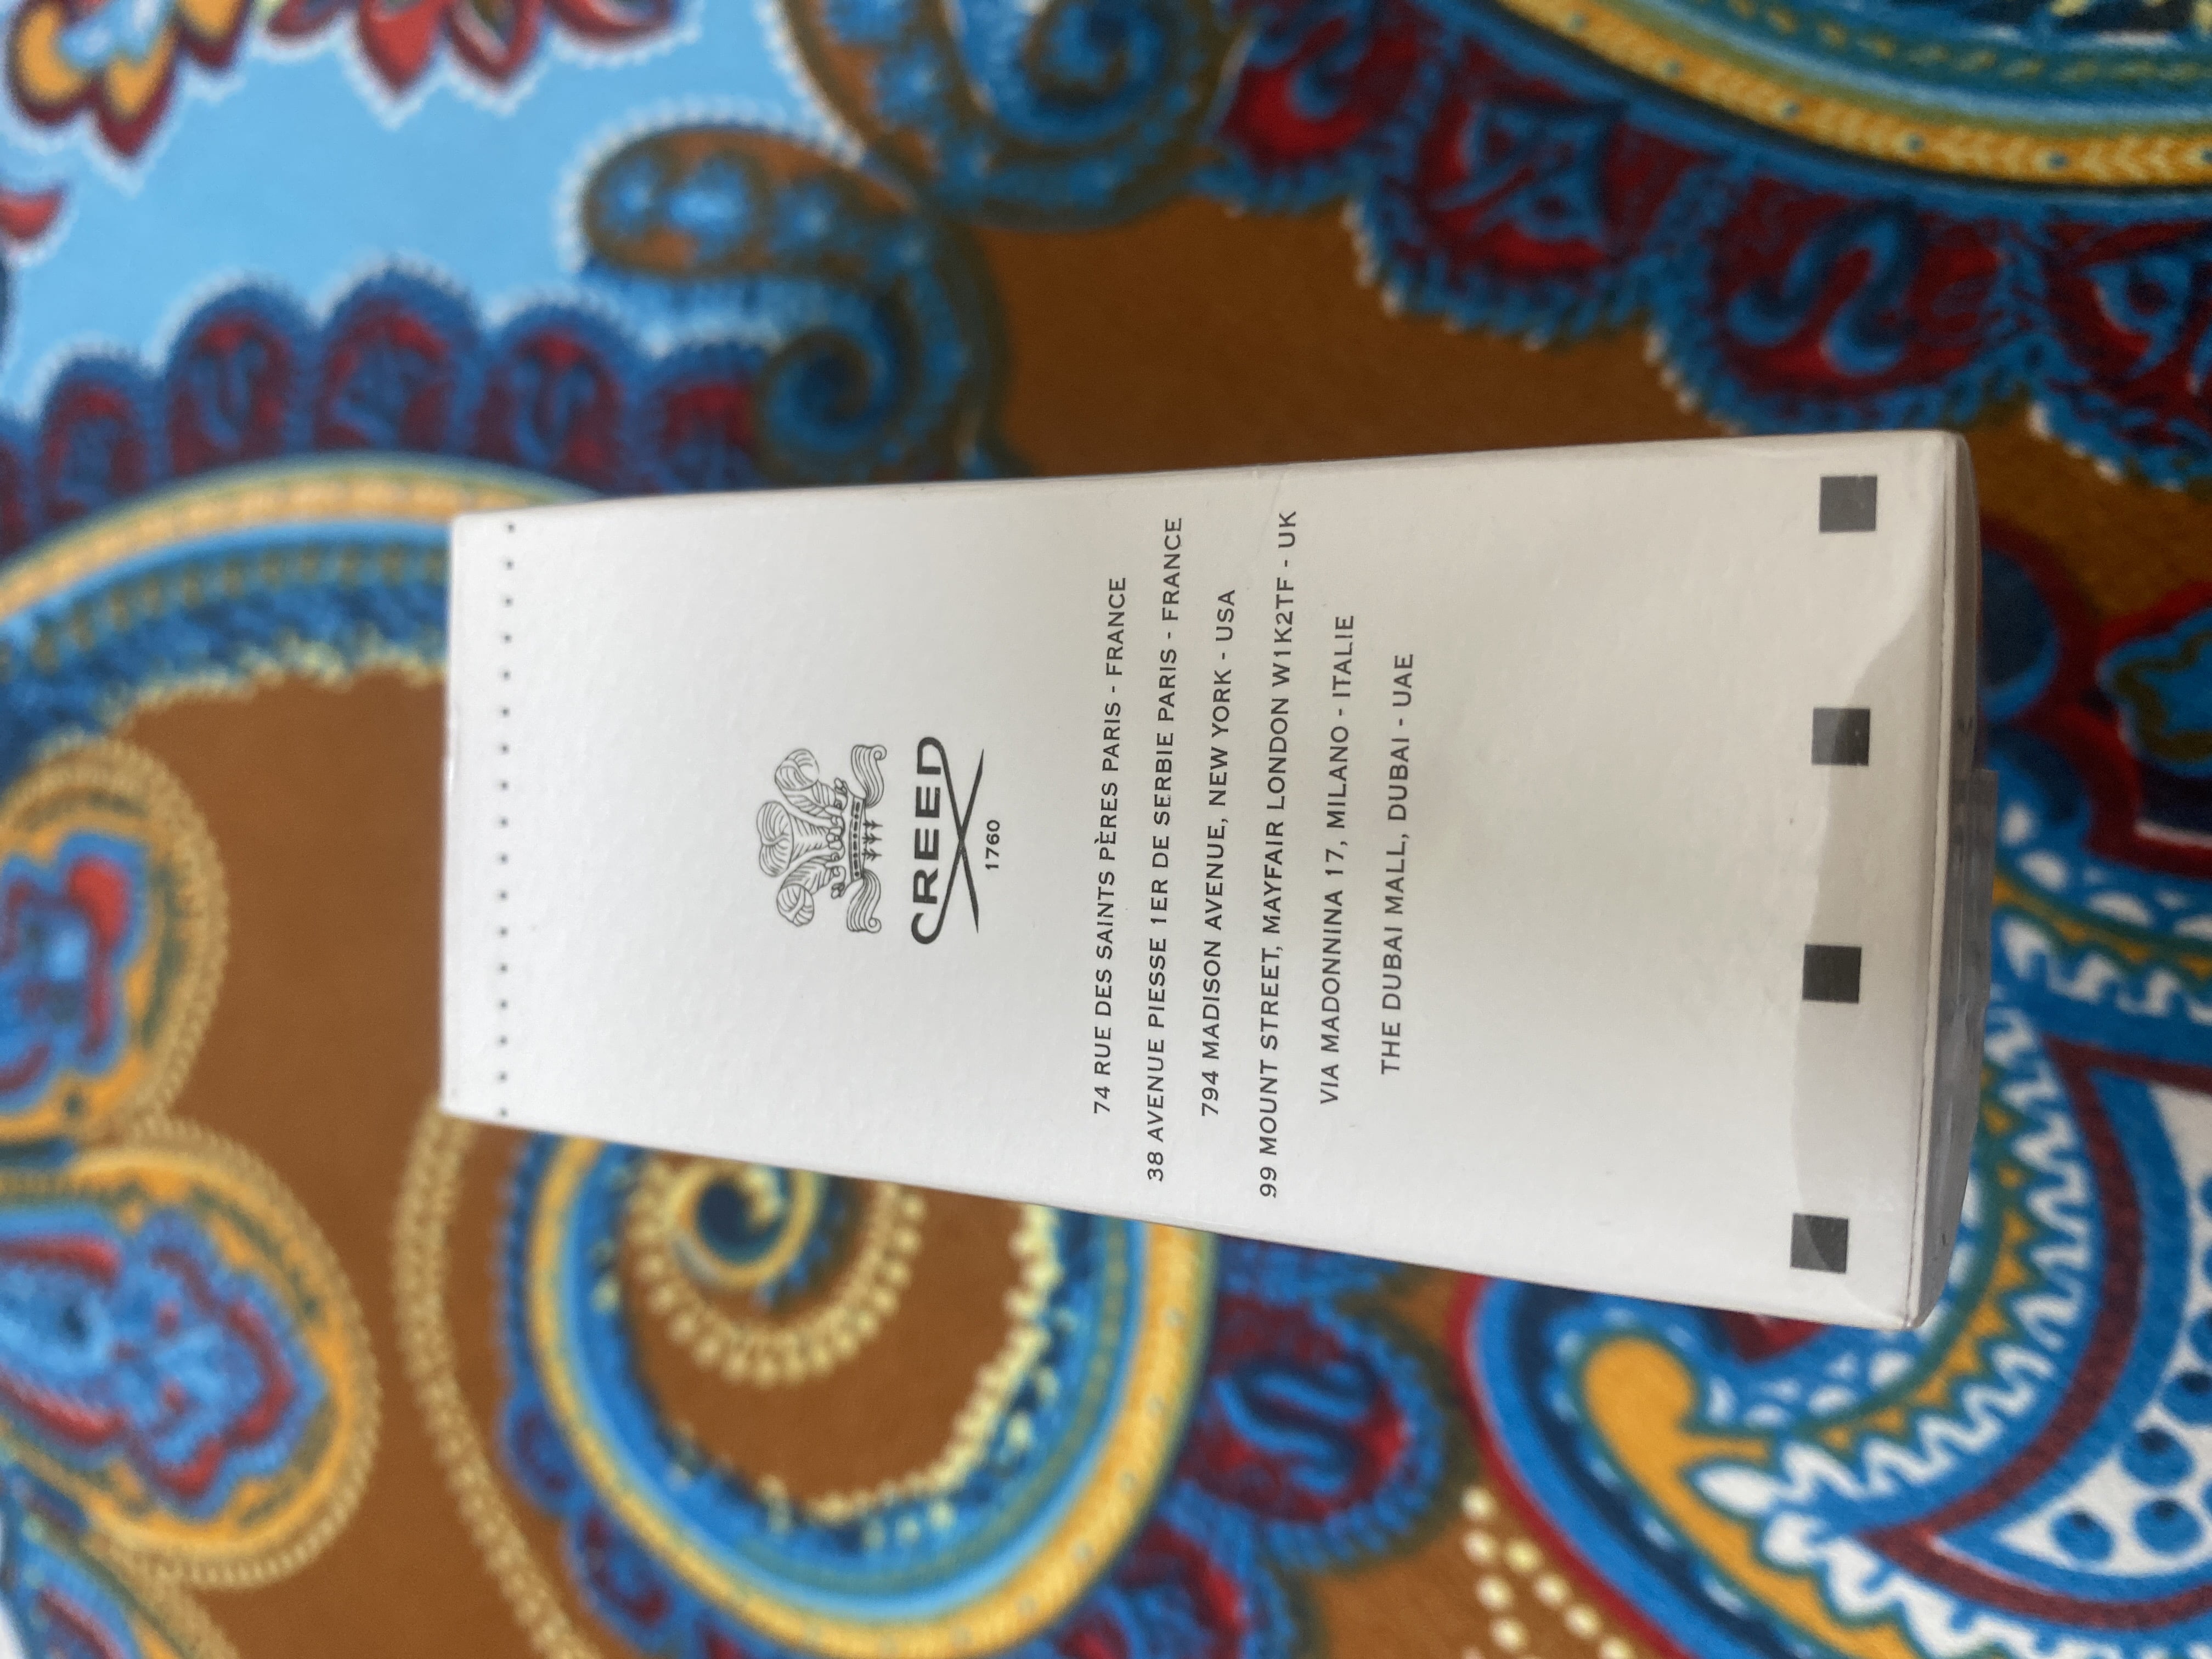 CREED
1760
74 RUE DES SAINTS PÈRES PARIS - FRANCE
38 AVENUE PIESSE 1ER DE SERBIE PARIS - FRANCE
794 MADISON AVENUE, NEW YORK - USA
99 MOUNT STREET, MAYFAIR LONDON W1K2TF - UK
VIA MADONNINA 17, MILANO - ITALIE
THE DUBAI MALL, DUBAI - UAE